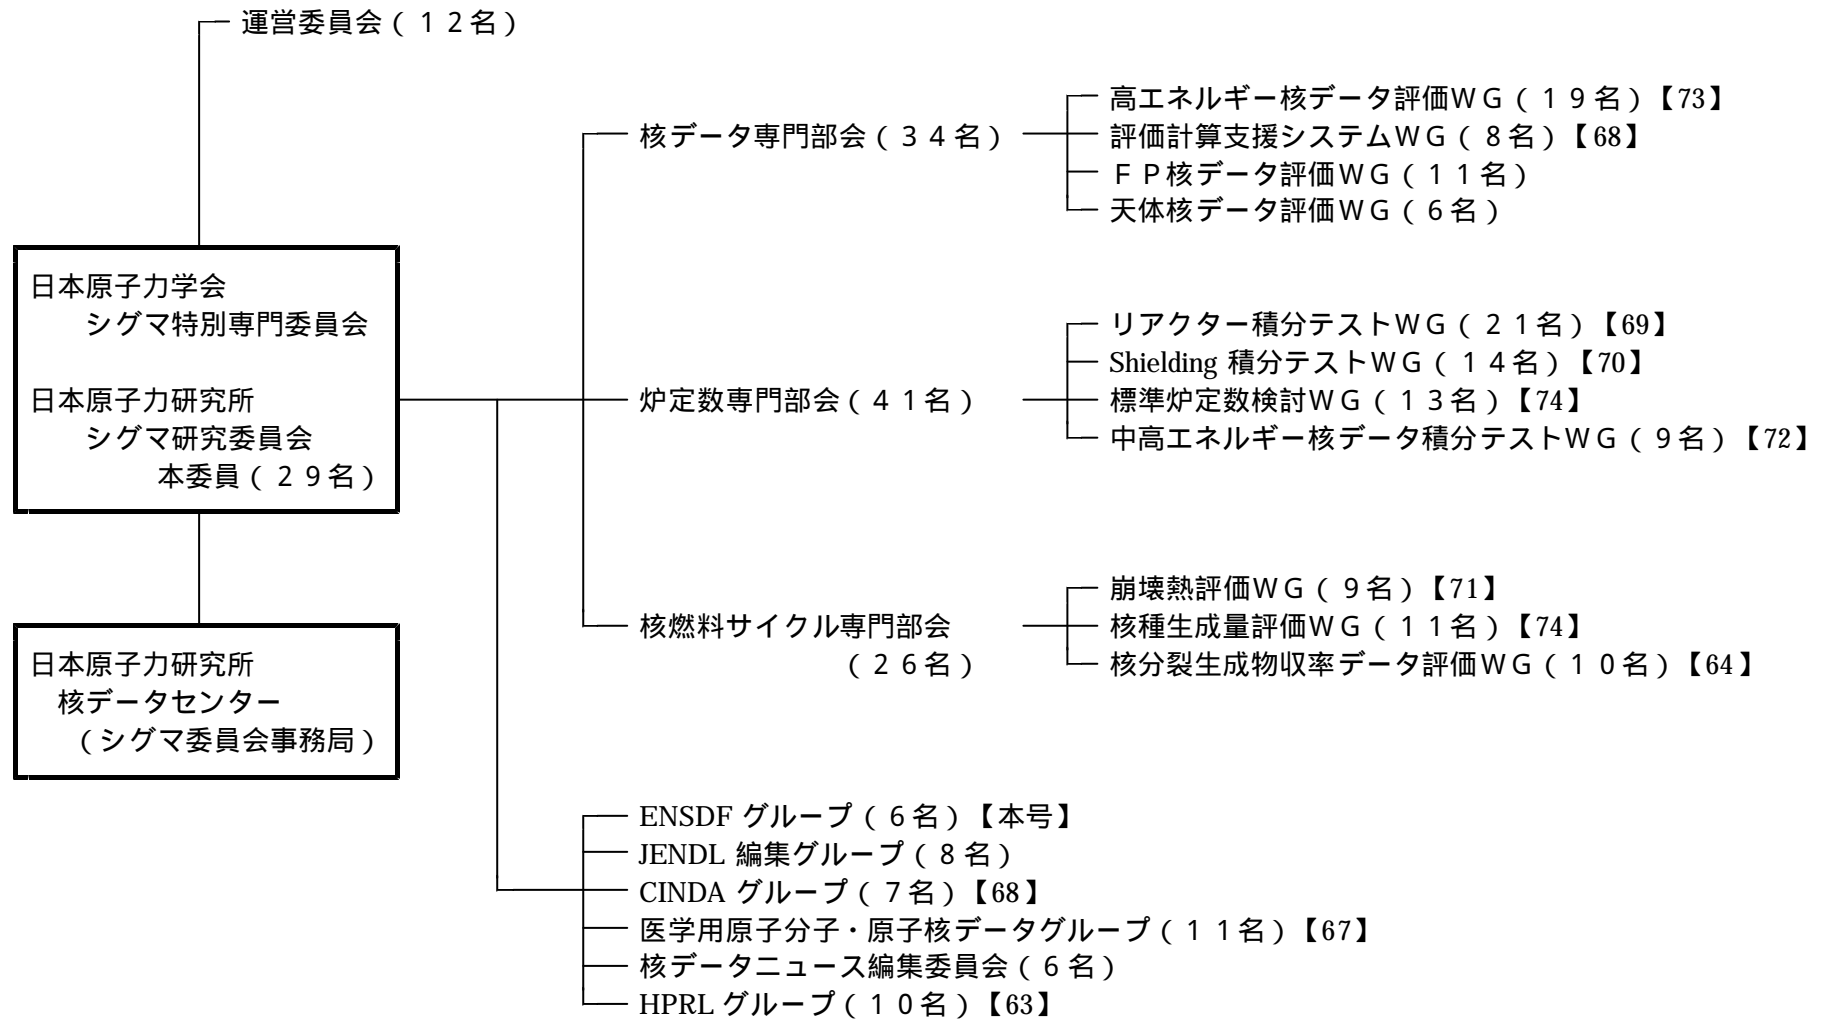 運営委員会(12名)
核データ専門部会(34名)
高エネルギー核データ評価WG(19名)【73】
評価計算支援システムWG(8名)【68】
FP核データ評価WG(11名)
天体核データ評価WG(6名)
日本原子力学会
シグマ特別専門委員会
日本原子力研究所
シグマ研究委員会
本委員(29名)
炉定数専門部会(41名)
リアクター積分テストWG(21名)【69】
Shielding 積分テストWG(14名)【70】
標準炉定数検討WG(13名)【74】
中高エネルギー核データ積分テストWG(9名)【72】
核燃料サイクル専門部会
(26名)
崩壊熱評価WG(9名)【71】
核種生成量評価WG(11名)【74】
核分裂生成物収率データ評価WG(10名)【64】
日本原子力研究所
核データセンター
(シグマ委員会事務局)
ENSDF グループ(6名)【本号】
JENDL 編集グループ(8名)
CINDA グループ(7名)【68】
医学用原子分子・原子核データグループ(11名)【67】
核データニュース編集委員会(6名)
HPRL グループ(10名)【63】